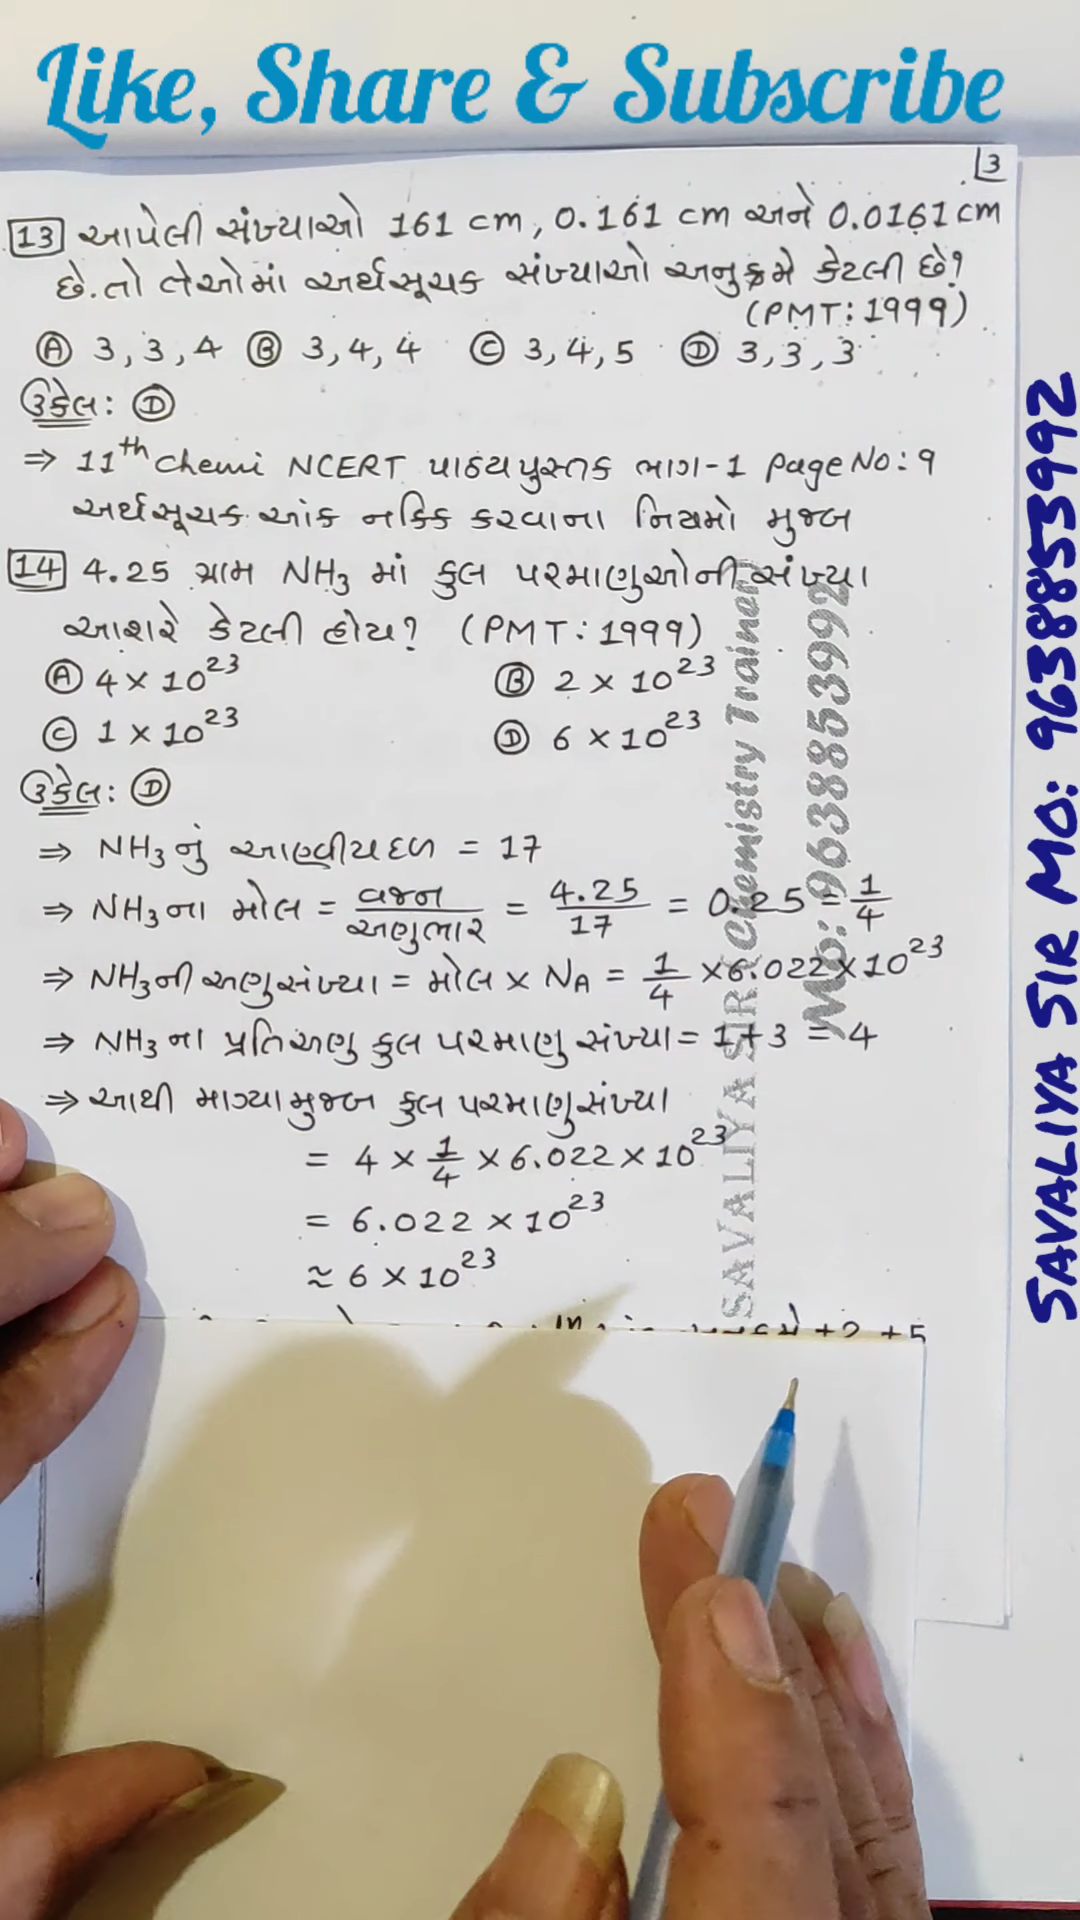 Like, Share & Subscribe
3
13 આપેલી સંખ્યાઓ 161 cm, 0.161 cm અને 0.0161 cm
છે. તો તેઓમાં અર્થસૂચક સંખ્યાઓ અનુક્રમે કેટલી છે?
(PMT: 1999)
Ⓐ 3, 3, 4 Ⓑ 3, 4, 4 Ⓒ 3, 4, 5 Ⓓ 3, 3, 3
ઉકેલ: Ⓓ
⇒ 11th chemi NCERT પાઠયપુસ્તક ભાગ-1 Page No: 9
અર્થસૂચક આંક નક્કિ કરવાના નિયમો મુજબ
14 4.25 ગ્રામ NH3 માં કુલ પરમાણુઓની સંખ્યા
આશરે કેટલી હોય? (PMT: 1999)
Ⓐ 4 × 10^23 Ⓑ 2 × 10^23
Ⓒ 1 × 10^23 Ⓓ 6 × 10^23
ઉકેલ: Ⓓ
⇒ NH3 નું આણ્વીયદળ = 17
⇒ NH3 ના મોલ = વજન / અણુભાર = 4.25 / 17 = 0.25 = 1/4
⇒ NH3 ની અણુસંખ્યા = મોલ × NA = 1/4 × 6.022 × 10^23
⇒ NH3 ના પ્રતિઅણુ કુલ પરમાણુ સંખ્યા = 1 + 3 = 4
⇒ આથી માગ્યા મુજબ કુલ પરમાણુસંખ્યા
= 4 × 1/4 × 6.022 × 10^23
= 6.022 × 10^23
≈ 6 × 10^23
+2 +5
SAVALIYA SIR (Chemistry Trainer)
Mo: 9638853992
SAVALIYA SIR MO: 9638853992